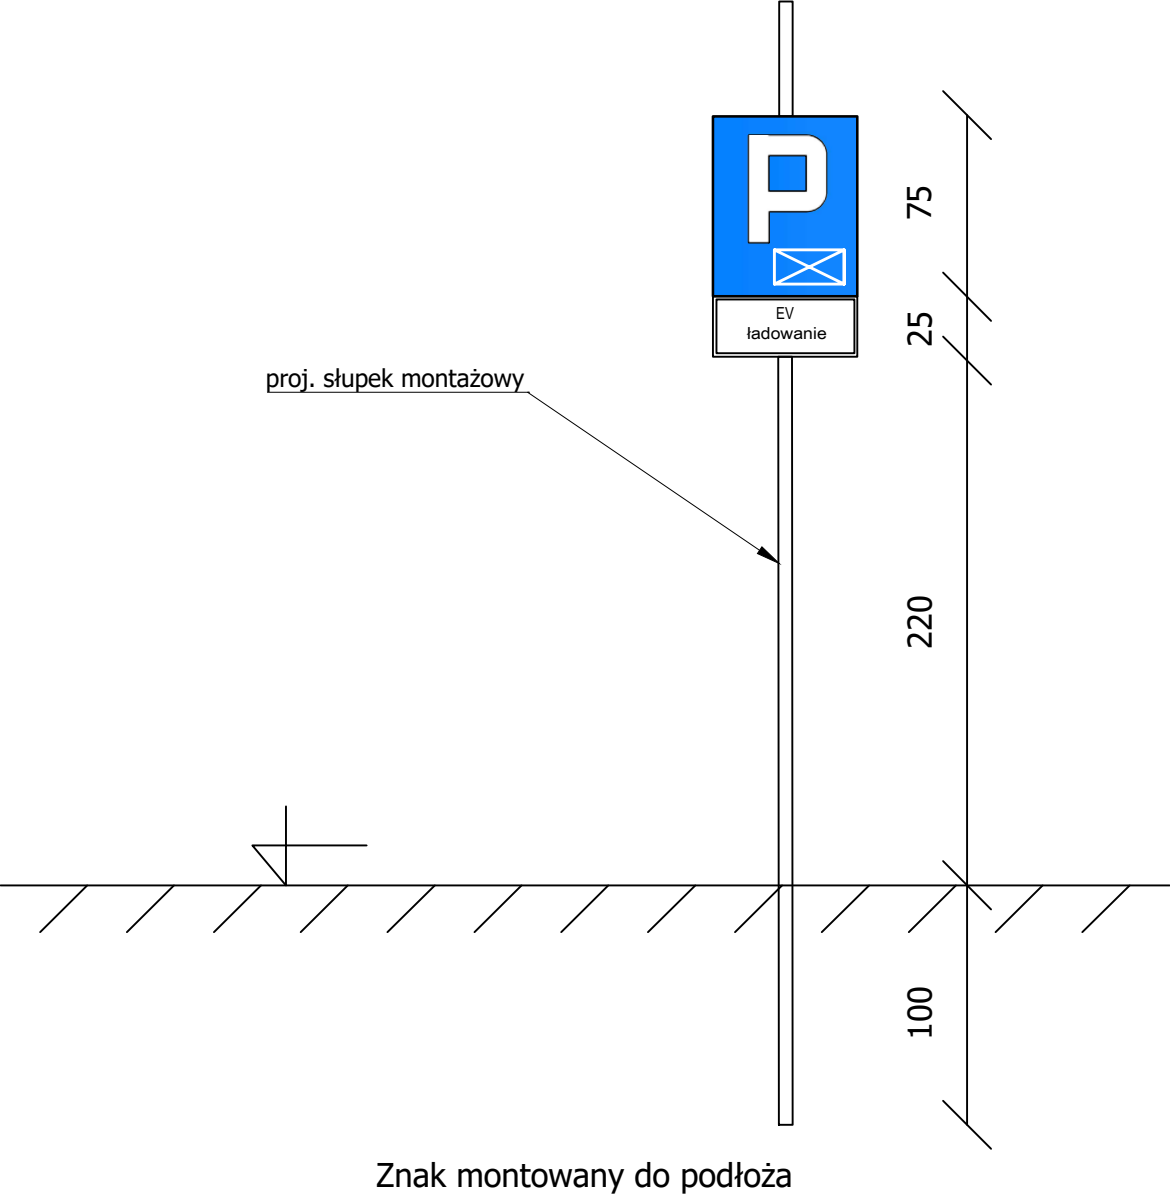 P
75
EV
ładowanie
25
proj. słupek montażowy
220
100
Znak montowany do podłoża